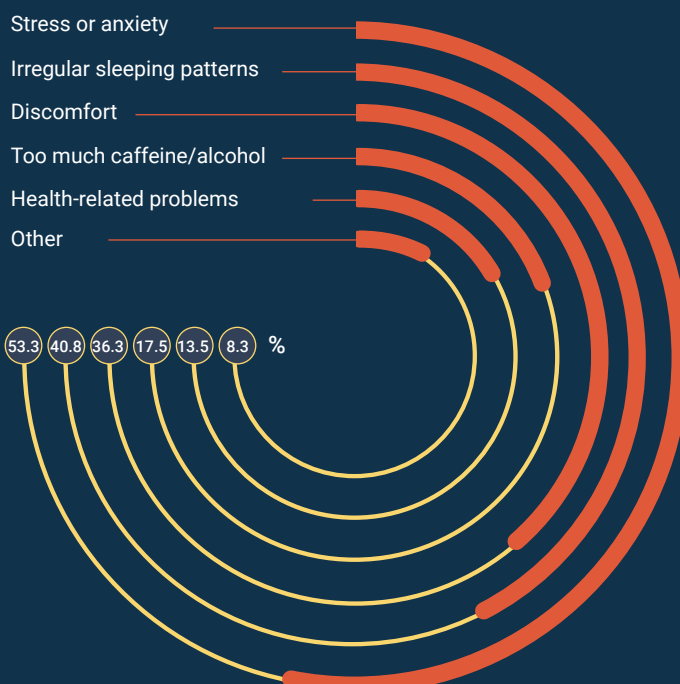 Stress or anxiety
Irregular sleeping patterns
Discomfort
Too much caffeine/alcohol
Health-related problems
Other
53.3 40.8 36.3 17.5 13.5 8.3 %